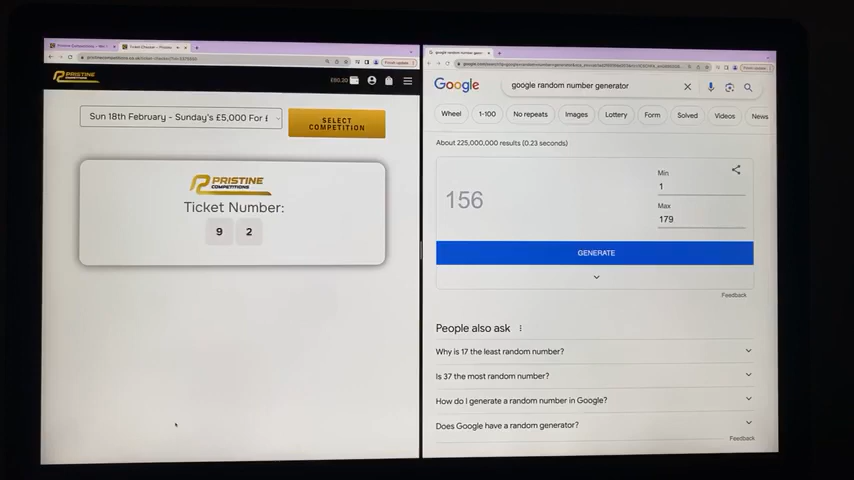 PRISTINE
COMPETITIONS
Sun 18th February - Sunday's £5,000 For £
SELECT
COMPETITION
PRISTINE
COMPETITIONS
Ticket Number:
9 2
Google
google random number generator
Wheel
1-100
No repeats
Images
Lottery
Form
Solved
Videos
News
About 225,000,000 results (0.23 seconds)
156
Min
1
Max
179
GENERATE
Feedback
People also ask
Why is 17 the least random number?
Is 37 the most random number?
How do I generate a random number in Google?
Does Google have a random generator?
Feedback